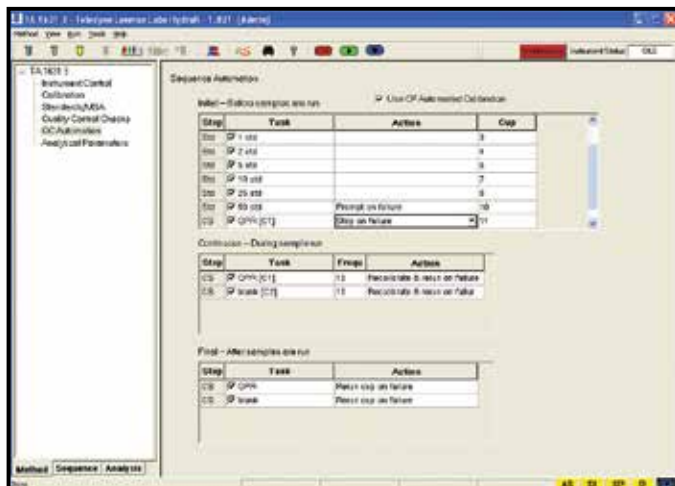 Method View Run Tools Help
Instrument Status
Instrument Control
Calibration
Standards/MSA
Quality Control Checks
QC Automation
Analytical Parameters
Sequence Automation
Initial - Before samples are run
Use Automated Calibration
Step Task Action Cup
Std 1 std 3
Std 2 std 4
Std 5 std
Std 10 std 7
Std 25 std 8
Std 50 std Prompt on failure 10
CS OPR [C1] Stop on failure 11
Continuous - During sample run
Step Task Freq# Action
CS OPR [C1] 10 Recalibrate & rerun on failure
CS blank [C2] 10 Recalibrate & rerun on failur
Final - After samples are run
Step Task Action
CS OPR Rerun cup on failure
CS blank Rerun cup on failure
Method Sequence Analysis